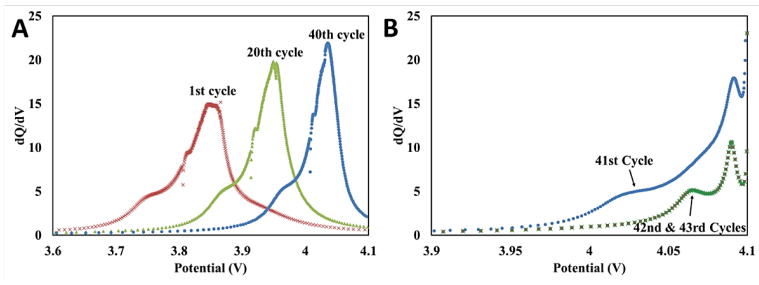 A
25
20
15
10
5
0
dQ/dV
1st cycle
20th cycle
40th cycle
3.6 3.7 3.8 3.9 4 4.1
Potential (V)
B
25
20
15
10
5
0
dQ/dV
41st Cycle
42nd & 43rd Cycles
3.9 3.95 4 4.05 4.1
Potential (V)